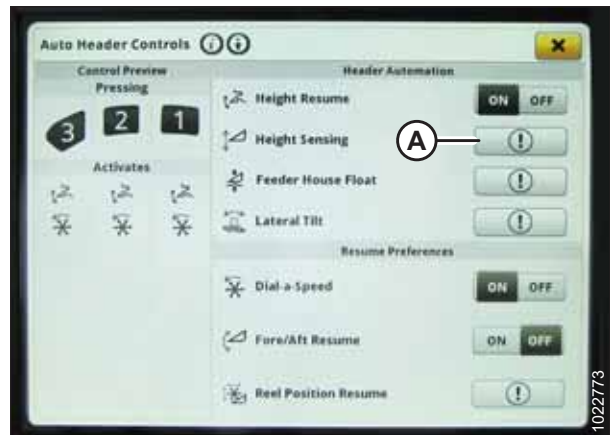 Auto Header Controls
Control Preview
Pressing
3 2 1
Activates
Header Automation
Height Resume ON OFF
Height Sensing A !
Feeder House Float !
Lateral Tilt !
Resume Preferences
Dial-a-Speed ON OFF
Fore/Aft Resume ON OFF
Reel Position Resume !
1022773